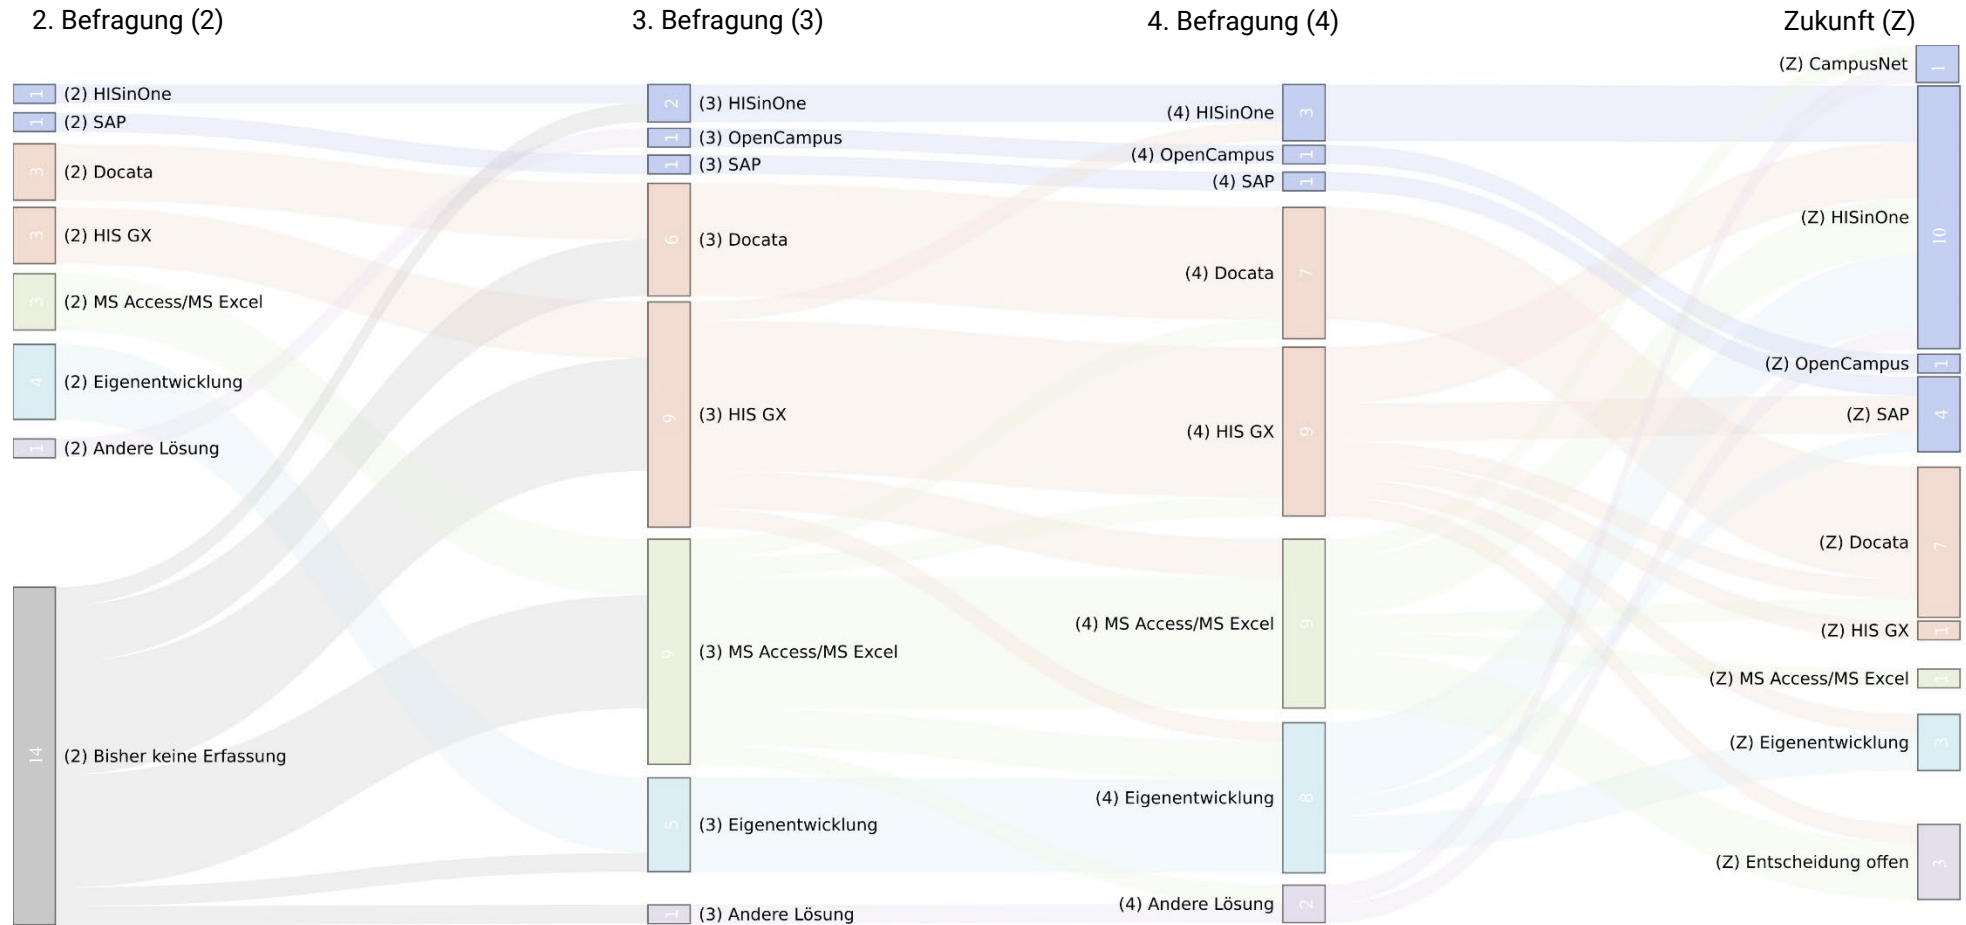 2. Befragung (2)
1
(2) HISinOne
1
(2) SAP
3
(2) Docata
3
(2) HIS GX
3
(2) MS Access/MS Excel
4
(2) Eigenentwicklung
1
(2) Andere Lösung
14
(2) Bisher keine Erfassung
3. Befragung (3)
2
(3) HISinOne
1
(3) OpenCampus
1
(3) SAP
6
(3) Docata
9
(3) HIS GX
9
(3) MS Access/MS Excel
5
(3) Eigenentwicklung
1
(3) Andere Lösung
4. Befragung (4)
(4) HISinOne
3
(4) OpenCampus
1
(4) SAP
1
(4) Docata
7
(4) HIS GX
9
(4) MS Access/MS Excel
9
(4) Eigenentwicklung
8
(4) Andere Lösung
2
Zukunft (Z)
(Z) CampusNet
1
(Z) HISinOne
10
(Z) OpenCampus
1
(Z) SAP
4
(Z) Docata
7
(Z) HIS GX
1
(Z) MS Access/MS Excel
1
(Z) Eigenentwicklung
3
(Z) Entscheidung offen
3